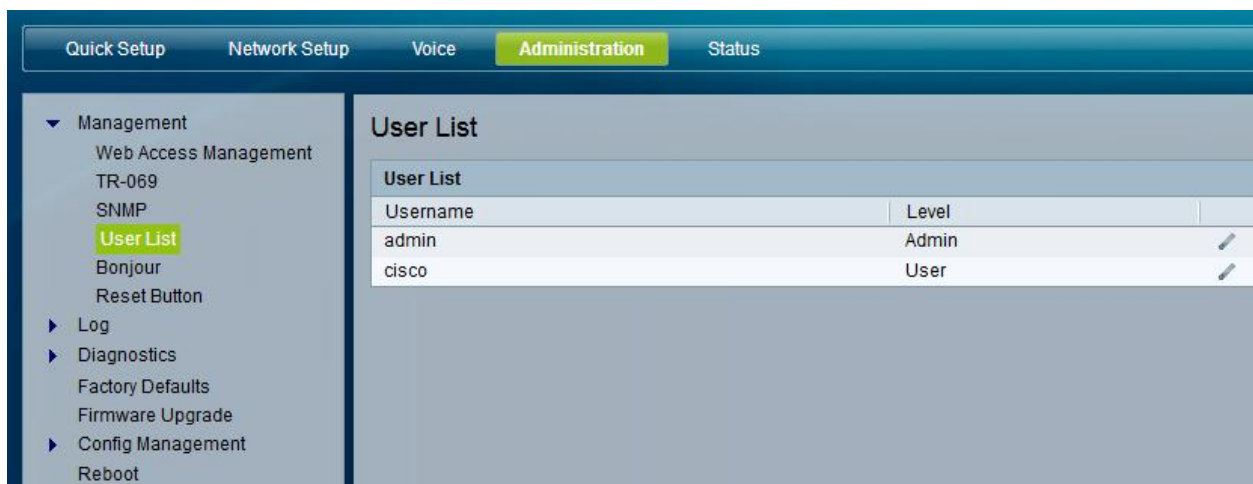 Quick Setup Network Setup Voice Administration Status
Management
Web Access Management
TR-069
SNMP
User List
Bonjour
Reset Button
Log
Diagnostics
Factory Defaults
Firmware Upgrade
Config Management
Reboot
User List
User List
Username Level
admin Admin
cisco User